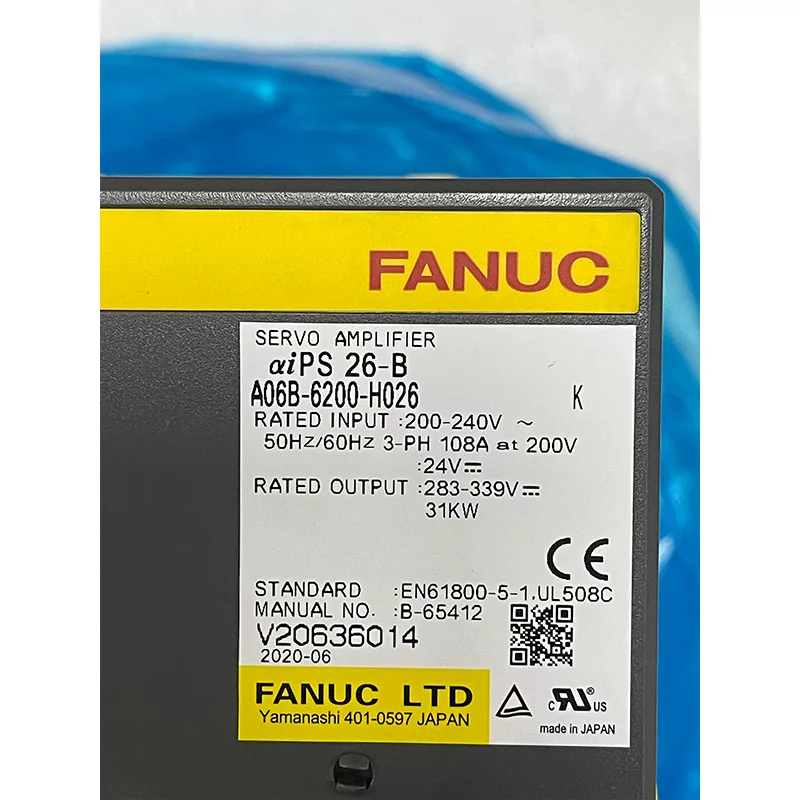 FANUC
SERVO AMPLIFIER
αiPS 26-B
A06B-6200-H026 K
RATED INPUT :200-240V ~
50Hz/60Hz 3-PH 108A at 200V
:24V⎓
RATED OUTPUT :283-339V⎓
31KW
CE
STANDARD :EN61800-5-1,UL508C
MANUAL NO. :B-65412
V20636014
2020-06
FANUC LTD
Yamanashi 401-0597 JAPAN
c RU ® US
made in JAPAN